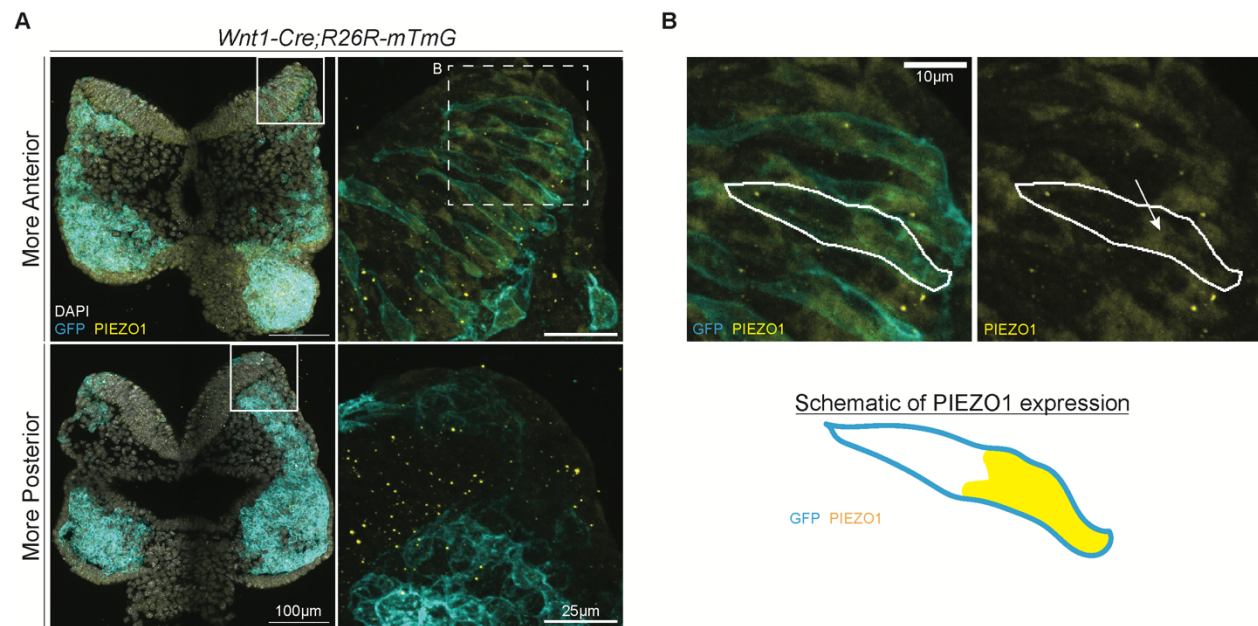 A
Wnt1-Cre;R26R-mTmG
More Anterior
DAPI
GFP PIEZO1
B
More Posterior
100µm
25µm
B
10µm
GFP PIEZO1
PIEZO1
Schematic of PIEZO1 expression
GFP PIEZO1